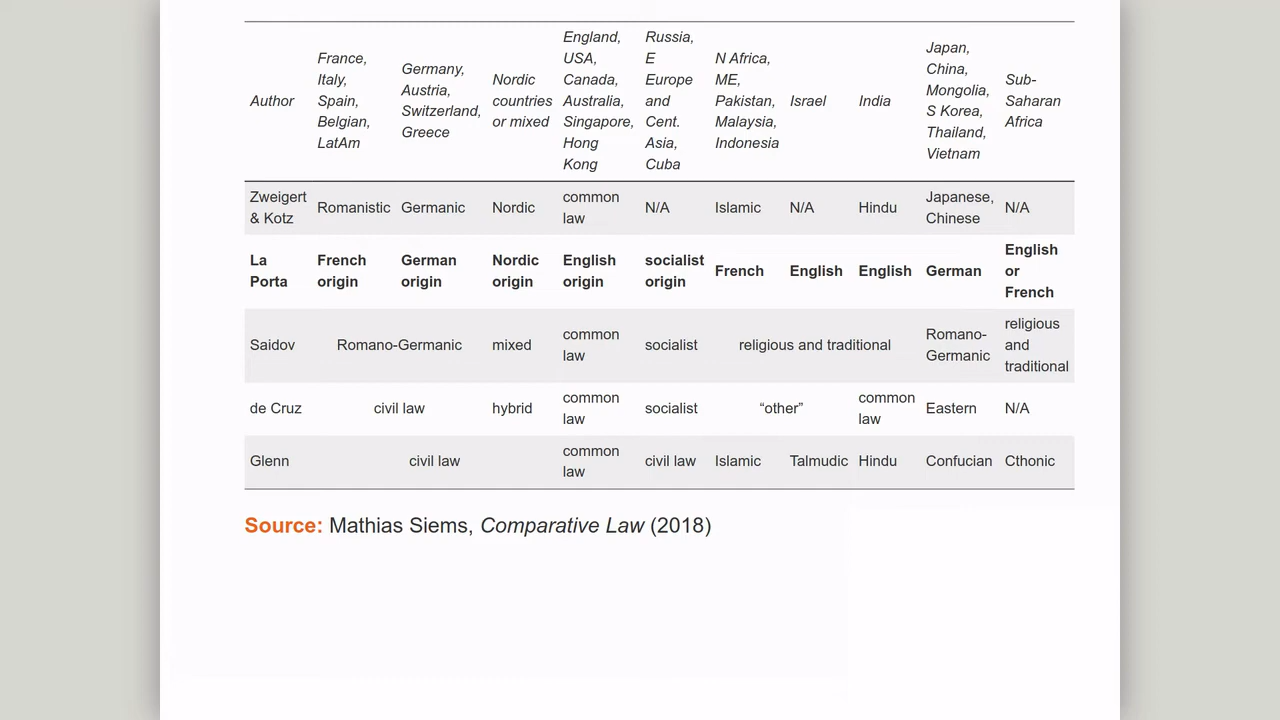 Author
France,
Italy,
Spain,
Belgian,
LatAm
Germany,
Austria,
Switzerland,
Greece
Nordic
countries
or mixed
England,
USA,
Canada,
Australia,
Singapore,
Hong
Kong
Russia,
E
Europe
and
Cent.
Asia,
Cuba
N Africa,
ME,
Pakistan,
Malaysia,
Indonesia
Israel
India
Japan,
China,
Mongolia,
S Korea,
Thailand,
Vietnam
Sub-
Saharan
Africa
Zweigert
& Kotz
Romanistic
Germanic
Nordic
common
law
N/A
Islamic
N/A
Hindu
Japanese,
Chinese
N/A
La
Porta
French
origin
German
origin
Nordic
origin
English
origin
socialist
origin
French
English
English
German
English
or
French
Saidov
Romano-Germanic
mixed
common
law
socialist
religious and traditional
Romano-
Germanic
religious
and
traditional
de Cruz
civil law
hybrid
common
law
socialist
“other”
common
law
Eastern
N/A
Glenn
civil law
common
law
civil law
Islamic
Talmudic
Hindu
Confucian
Cthonic
Source: Mathias Siems, Comparative Law (2018)